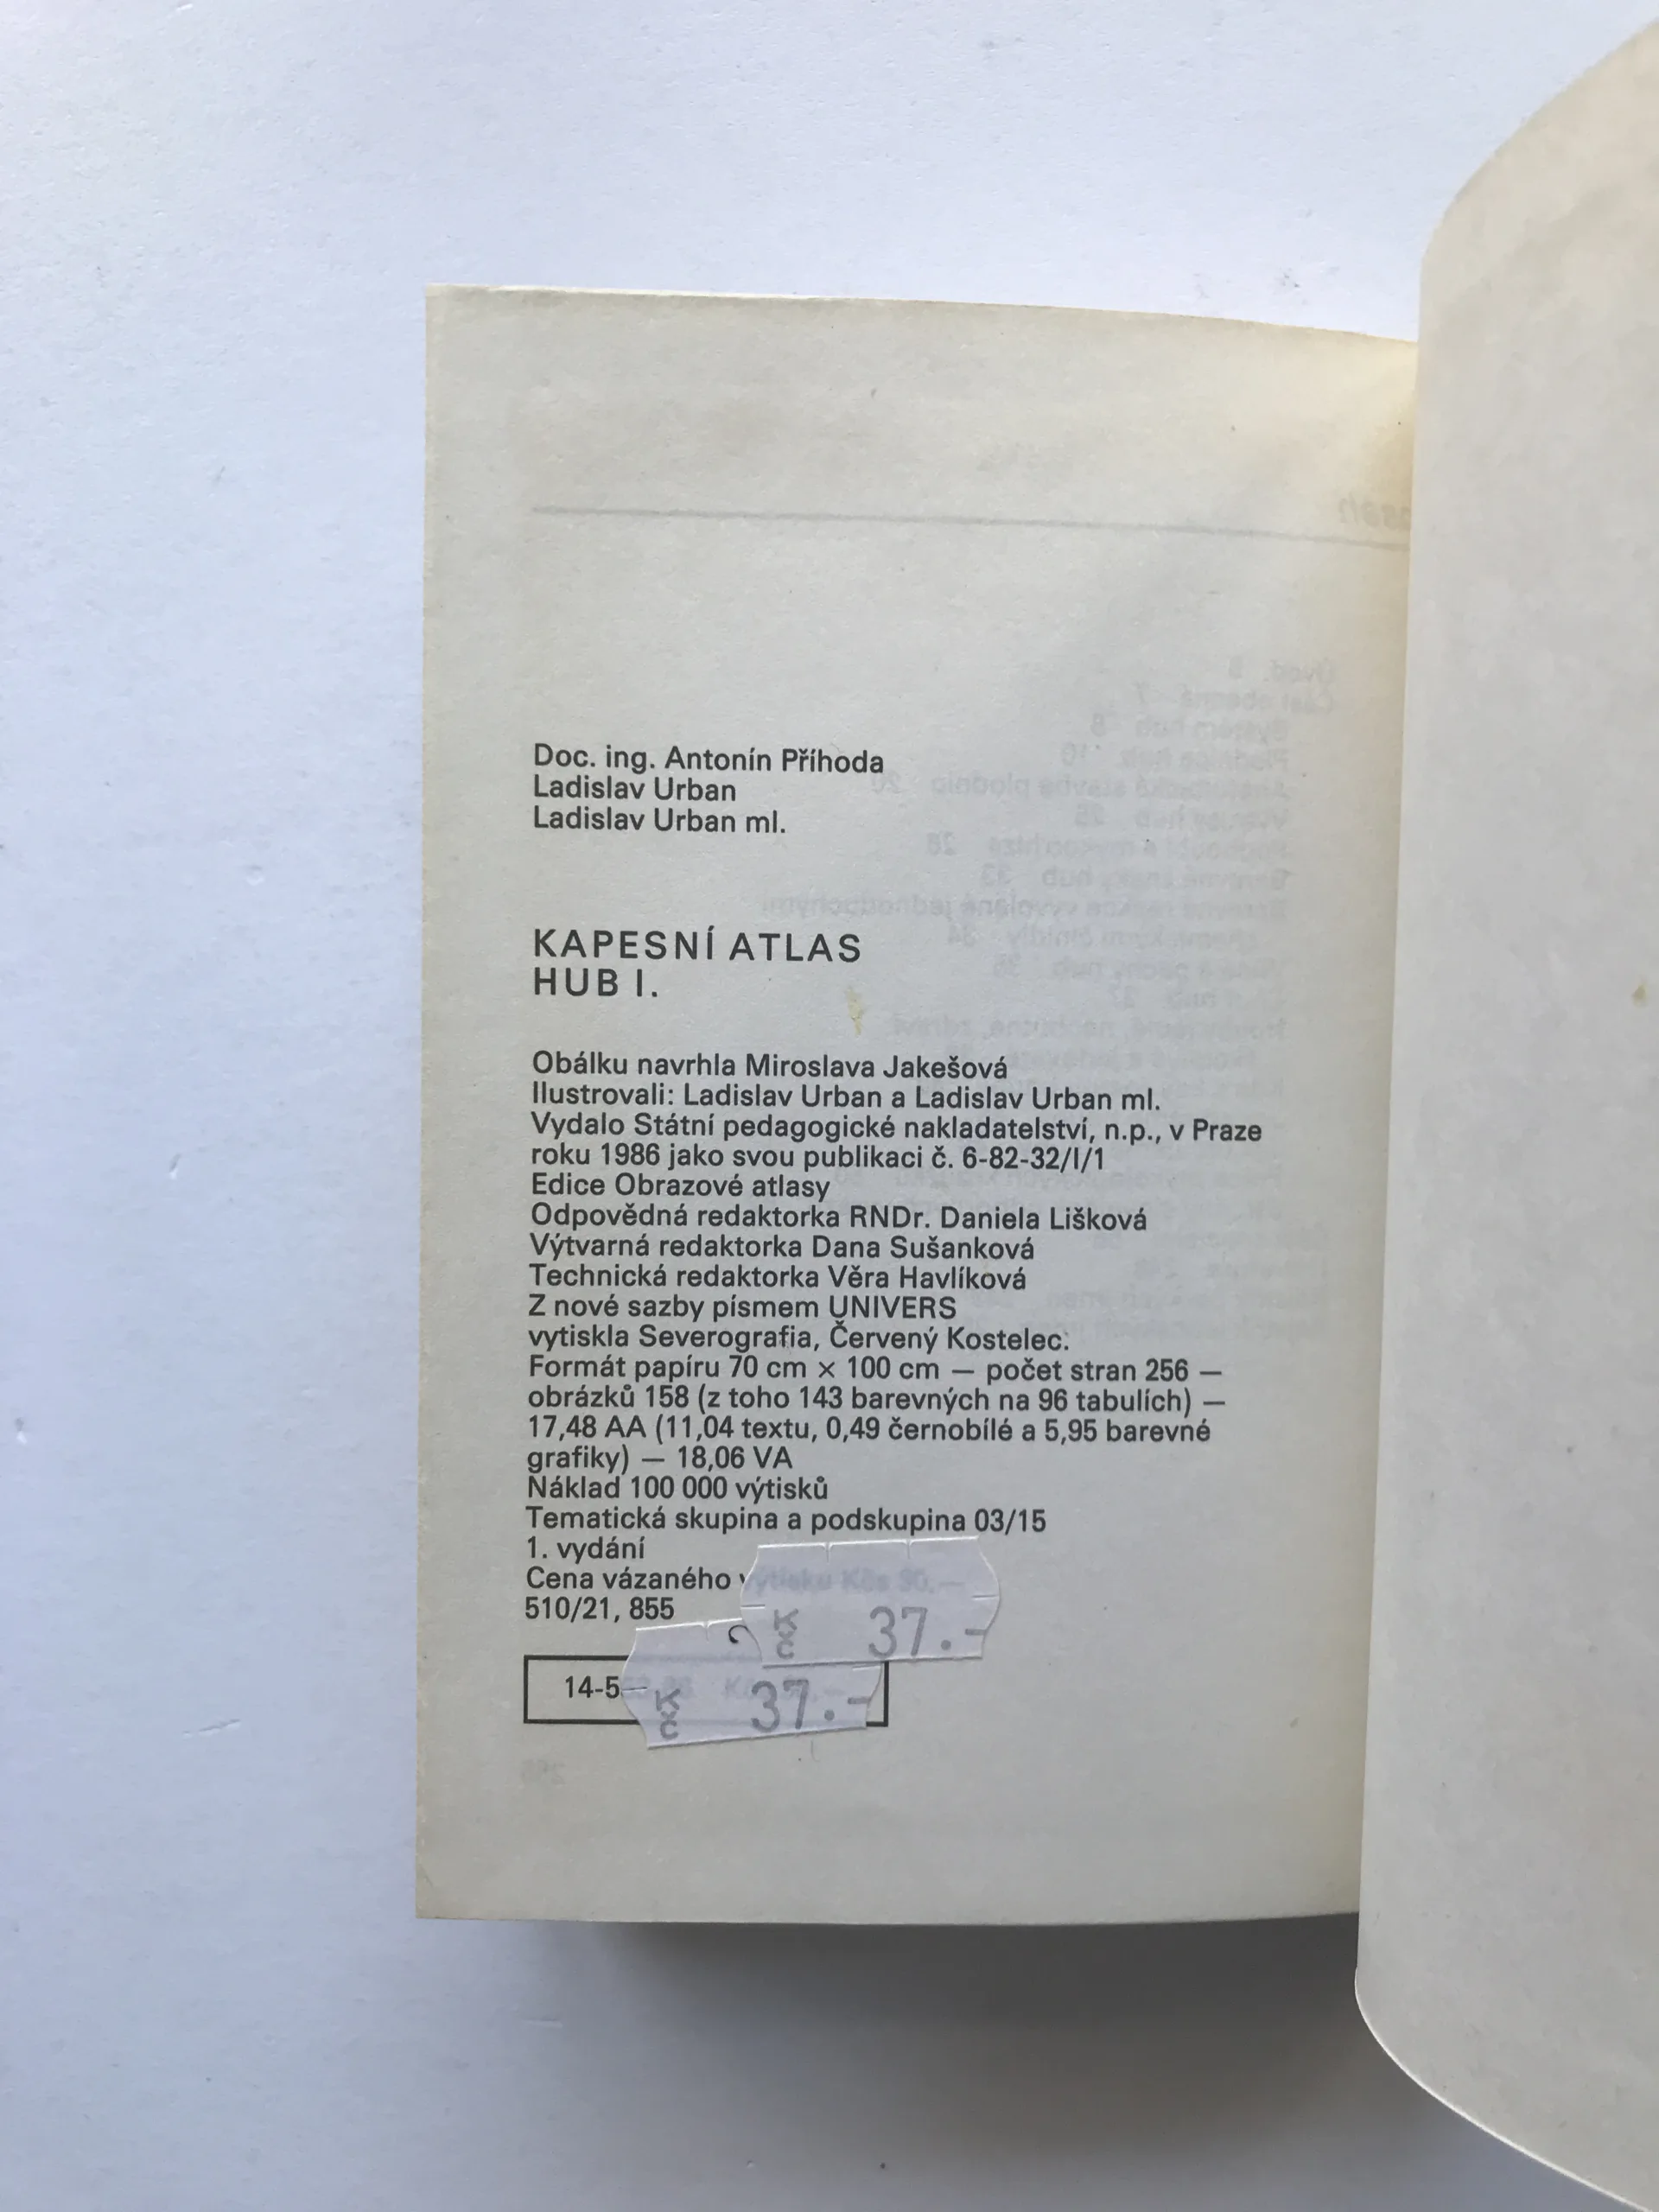 Doc. ing. Antonín Příhoda
Ladislav Urban
Ladislav Urban ml.
KAPESNÍ ATLAS
HUB I.
Obálku navrhla Miroslava Jakešová
Ilustrovali: Ladislav Urban a Ladislav Urban ml.
Vydalo Státní pedagogické nakladatelství, n.p., v Praze
roku 1986 jako svou publikaci č. 6-82-32/I/1
Edice Obrazové atlasy
Odpovědná redaktorka RNDr. Daniela Lišková
Výtvarná redaktorka Dana Sušanková
Technická redaktorka Věra Havlíková
Z nové sazby písmem UNIVERS
vytiskla Severografia, Červený Kostelec.
Formát papíru 70 cm × 100 cm — počet stran 256 —
obrázků 158 (z toho 143 barevných na 96 tabulích) —
17,48 AA (11,04 textu, 0,49 černobílé a 5,95 barevné
grafiky) — 18,06 VA
Náklad 100 000 výtisků
Tematická skupina a podskupina 03/15
1. vydání
Cena vázaného výtisku Kčs 30,—
510/21, 855
Kč 37.-
14-5
Kč 37.-